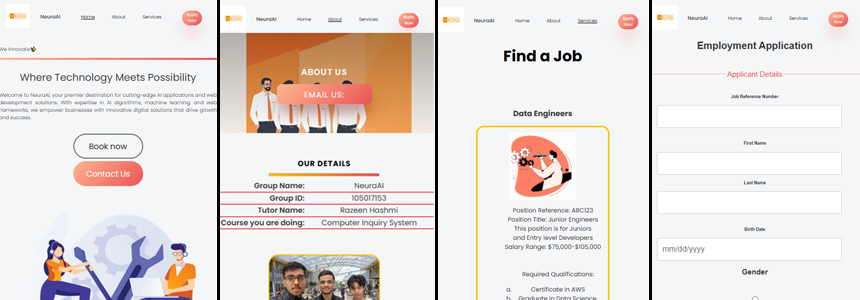 NeuraAI Home About Services Apply Now
We Innovate
Where Technology Meets Possibility
Welcome to NeuraAI, your premier destination for cutting-edge AI applications and web
development solutions. With expertise in AI algorithms, machine learning, and web
frameworks, we empower businesses with innovative digital solutions that drive growth
and success.
Book now
Contact Us
NeuraAI Home About Services Apply Now
ABOUT US
EMAIL US:
OUR DETAILS
Group Name: NeuraAI
Group ID: 105017153
Tutor Name: Razeen Hashmi
Course you are doing: Computer Inquiry System
NeuraAI Home About Services Apply Now
Find a Job
Data Engineers
Position Reference: ABC123
Position Title: Junior Engineers
This position is for Juniors
and Entry level Developers
Salary Range: $75,000-$105,000
Required Qualifications:
a. Certificate in AWS
b. Graduate in Data Science,
NeuraAI Home About Services Apply Now
Employment Application
Applicant Details
Job Reference Number
First Name
Last Name
Birth Date
mm/dd/yyyy
Gender